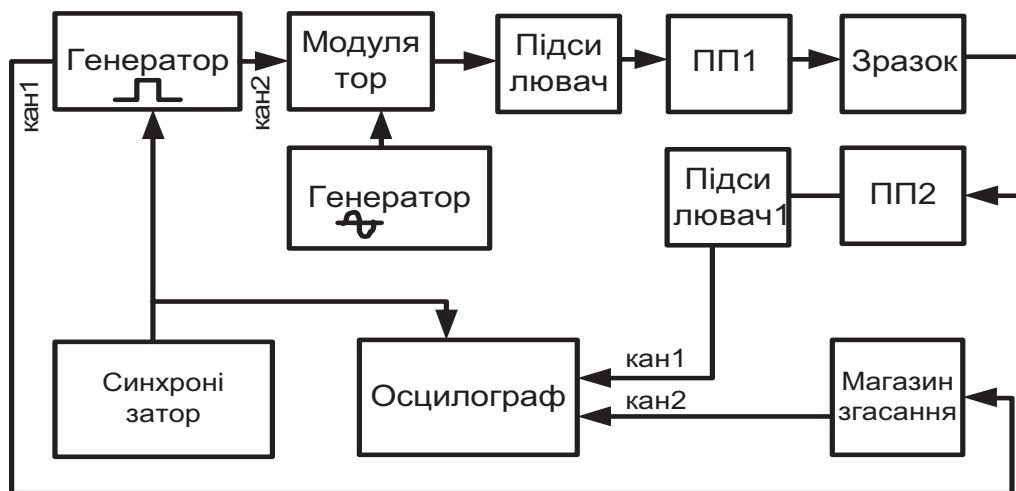 кан1
Генератор
кан2
Модуля
тор
Підси
лювач
ПП1
Зразок
Генератор
Підси
лювач1
ПП2
Синхроні
затор
Осцилограф
кан1
кан2
Магазин
згасання